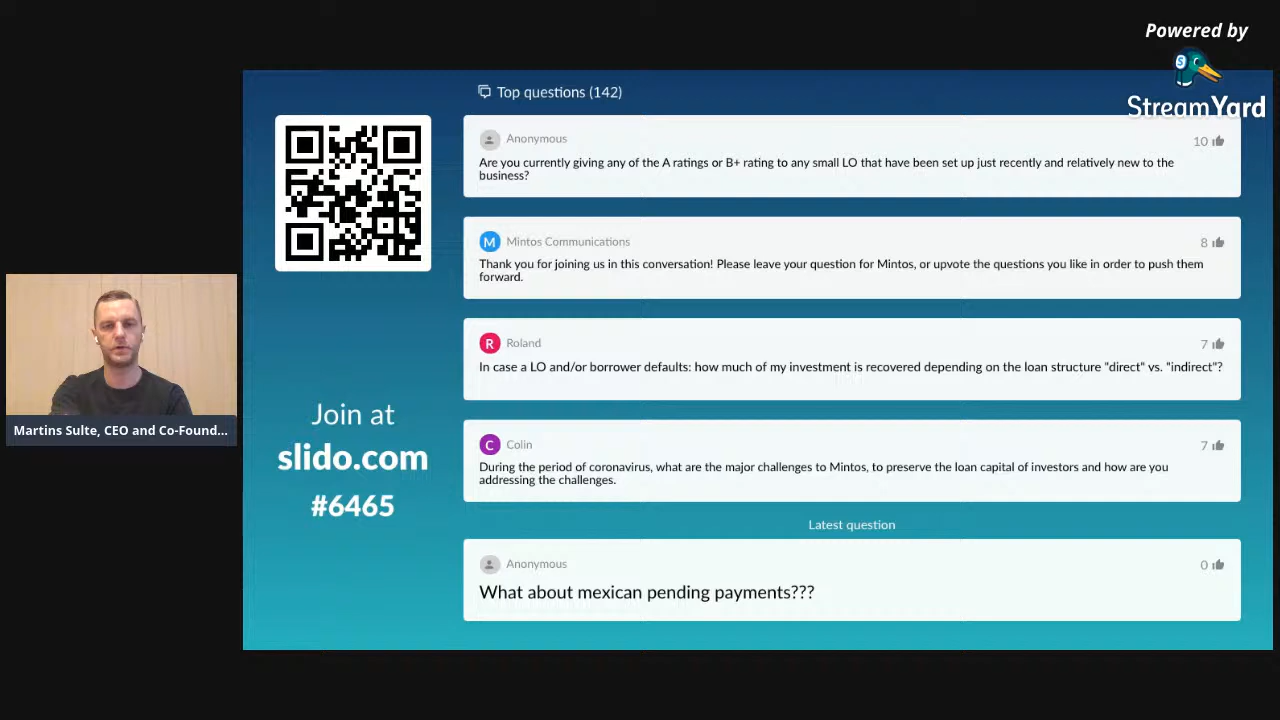 Powered by
StreamYard
Top questions (142)
Anonymous
10
Are you currently giving any of the A ratings or B+ rating to any small LO that have been set up just recently and relatively new to the
business?
M
Mintos Communications
8
Thank you for joining us in this conversation! Please leave your question for Mintos, or upvote the questions you like in order to push them
forward.
R
Roland
7
In case a LO and/or borrower defaults: how much of my investment is recovered depending on the loan structure "direct" vs. "indirect"?
C
Colin
7
During the period of coronavirus, what are the major challenges to Mintos, to preserve the loan capital of investors and how are you
addressing the challenges.
Latest question
Anonymous
0
What about mexican pending payments???
Join at
slido.com
#6465
Martins Sulte, CEO and Co-Found...